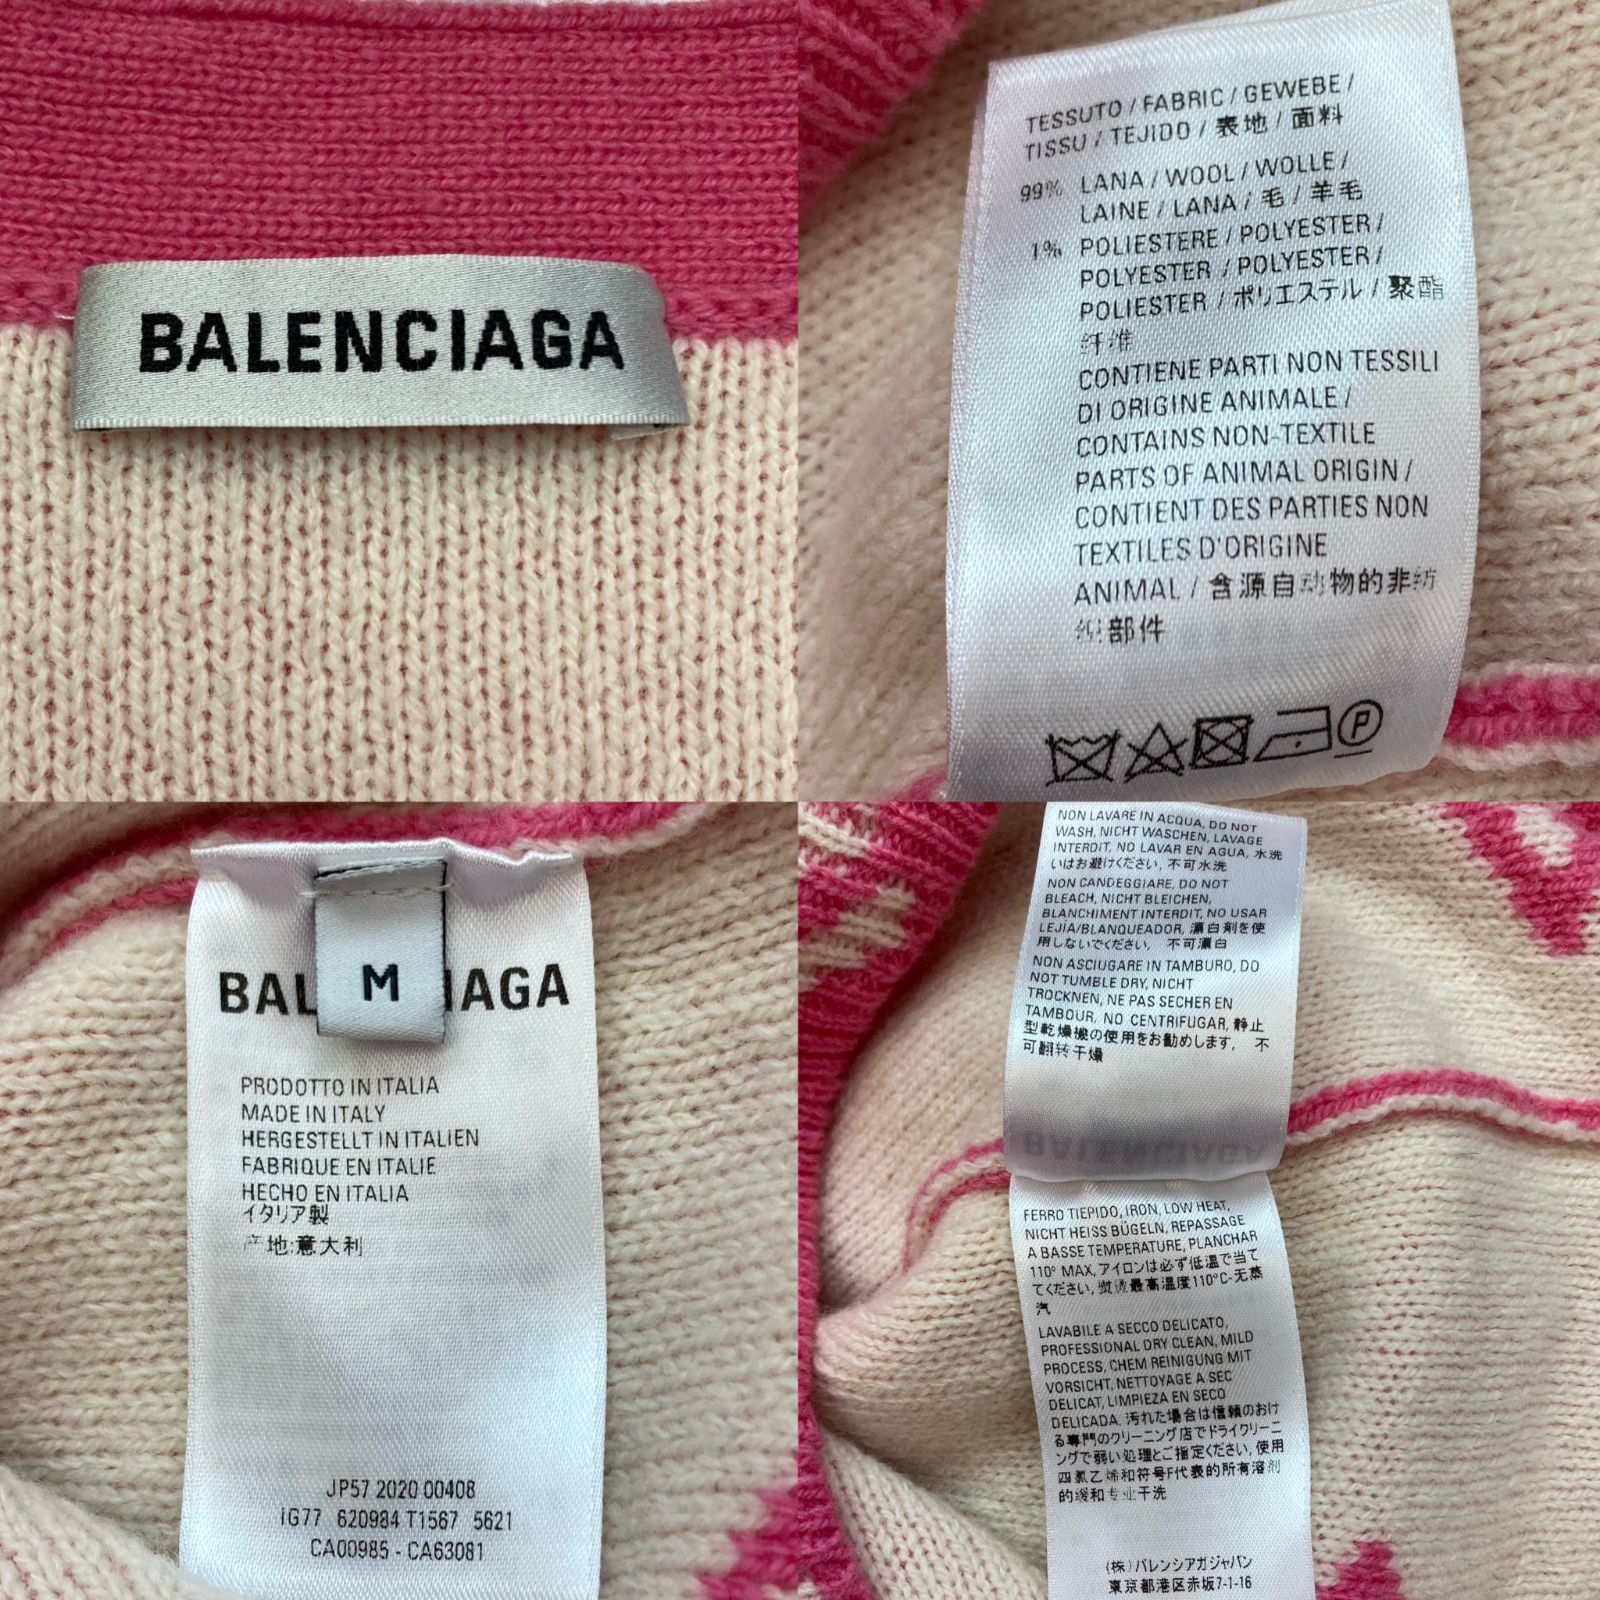 BALENCIAGA
TESSUTO / FABRIC / GEWEBE /
TISSU / TEJIDO / 表地 / 面料
99% LANA / WOOL / WOLLE /
LAINE / LANA / 毛 / 羊毛
1% POLIESTERE / POLYESTER /
POLYESTER / POLYESTER /
POLIESTER / ポリエステル / 聚酯
纤维
CONTIENE PARTI NON TESSILI
DI ORIGINE ANIMALE /
CONTAINS NON-TEXTILE
PARTS OF ANIMAL ORIGIN /
CONTIENT DES PARTIES NON
TEXTILES D'ORIGINE
ANIMAL / 含源自动物的非纺
织部件
P
M
PRODOTTO IN ITALIA
MADE IN ITALY
HERGESTELLT IN ITALIEN
FABRIQUE EN ITALIE
HECHO EN ITALIA
イタリア製
产地:意大利
JP57 2020 00408
IG77 620984 T1567 5621
CA00985 - CA63081
NON LAVARE IN ACQUA, DO NOT
WASH, NICHT WASCHEN, LAVAGE
INTERDIT, NO LAVAR EN AGUA, 水洗
いはお避けください, 不可水洗
NON CANDEGGIARE, DO NOT
BLEACH, NICHT BLEICHEN,
BLANCHIMENT INTERDIT, NO USAR
LEJÍA/BLANQUEADOR, 漂白剤を使
用しないでください, 不可漂白
NON ASCIUGARE IN TAMBURO, DO
NOT TUMBLE DRY, NICHT
TROCKNEN, NE PAS SECHER EN
TAMBOUR, NO CENTRIFUGAR, 静止
型乾燥機の使用をお勧めします, 不
可翻转干燥
BALENCIAGA
FERRO TIEPIDO, IRON, LOW HEAT,
NICHT HEISS BÜGELN, REPASSAGE
A BASSE TEMPERATURE, PLANCHAR
110° MAX, アイロンは必ず低温で当て
てください, 熨烫最高温度110°C-无蒸
汽
LAVABILE A SECCO DELICATO,
PROFESSIONAL DRY CLEAN, MILD
PROCESS, CHEM REINIGUNG MIT
VORSICHT, NETTOYAGE A SEC
DELICAT, LIMPIEZA EN SECO
DELICADA, 汚れた場合は信頼のおけ
る専門のクリーニング店でドライクリーニ
ングで弱い処理とご指定ください, 使用
四氯乙烯和符号F代表的所有溶剂
的缓和专业干洗
(株)バレンシアガジャパン
東京都港区赤坂7-1-16